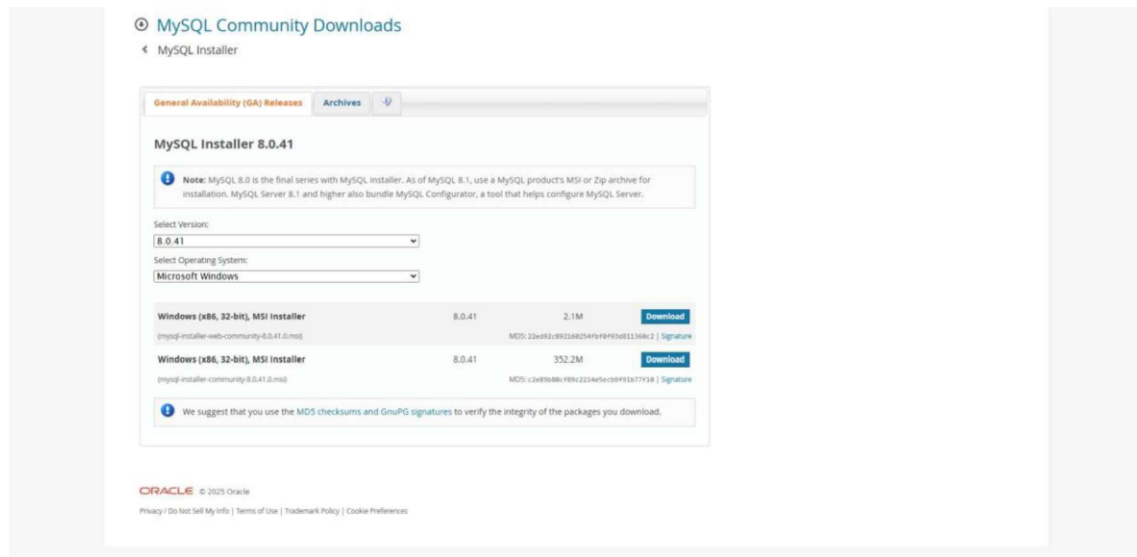 MySQL Community Downloads
MySQL Installer
General Availability (GA) Releases
Archives
MySQL Installer 8.0.41
Note: MySQL 8.0 is the final series with MySQL Installer. As of MySQL 8.1, use a MySQL product's MSI or Zip archive for
installation. MySQL Server 8.1 and higher also bundle MySQL Configurator, a tool that helps configure MySQL Server.
Select Version:
8.0.41
Select Operating System:
Microsoft Windows
Windows (x86, 32-bit), MSI Installer 8.0.41 2.1M Download
(mysql-installer-web-community-8.0.41.0.msi) MD5: | Signature
Windows (x86, 32-bit), MSI Installer 8.0.41 352.2M Download
(mysql-installer-community-8.0.41.0.msi) MD5: | Signature
We suggest that you use the MD5 checksums and GnuPG signatures to verify the integrity of the packages you download.
ORACLE © 2025 Oracle
Privacy / Do Not Sell My Info | Terms of Use | Trademark Policy | Cookie Preferences